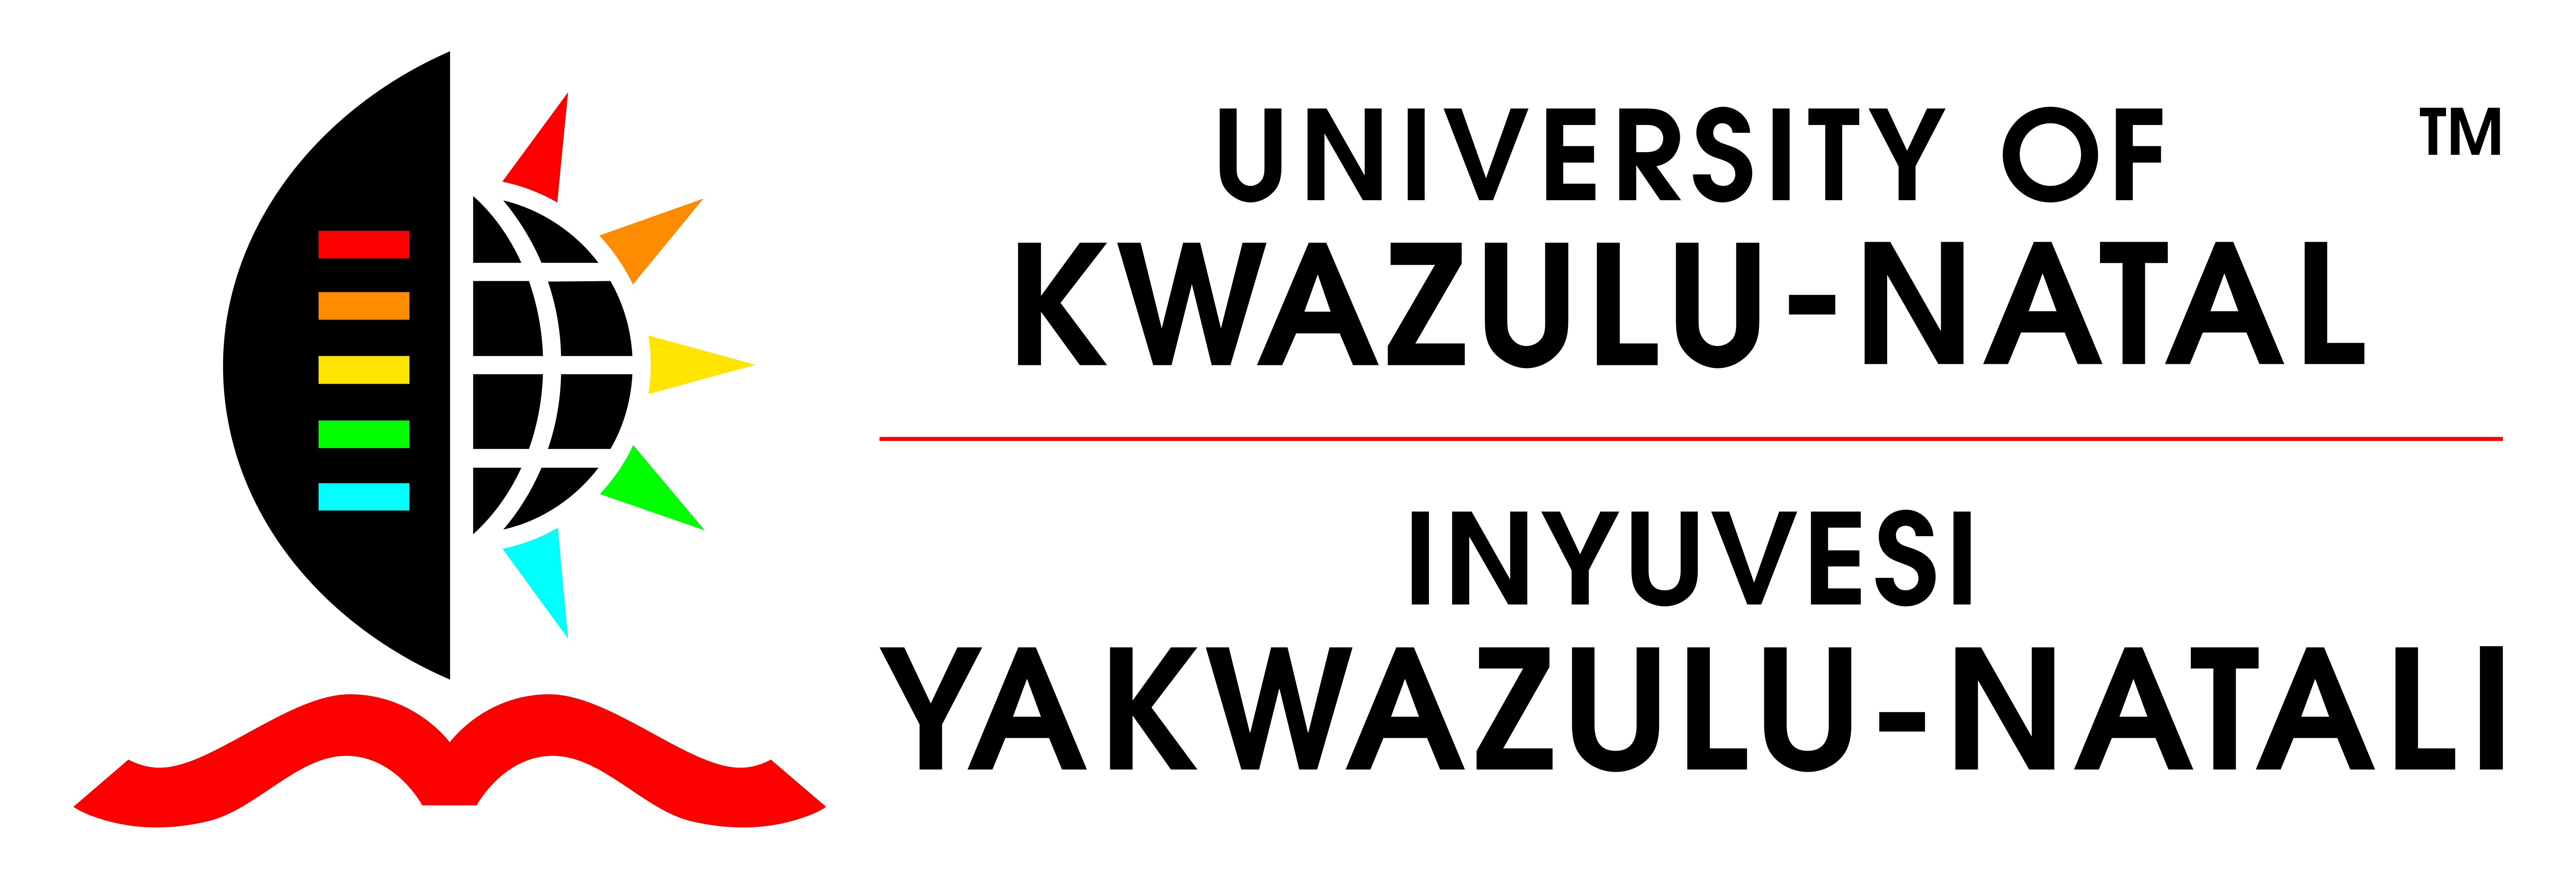 UNIVERSITY OF
TM
KWAZULU-NATAL
INYUVESI
YAKWAZULU-NATALI